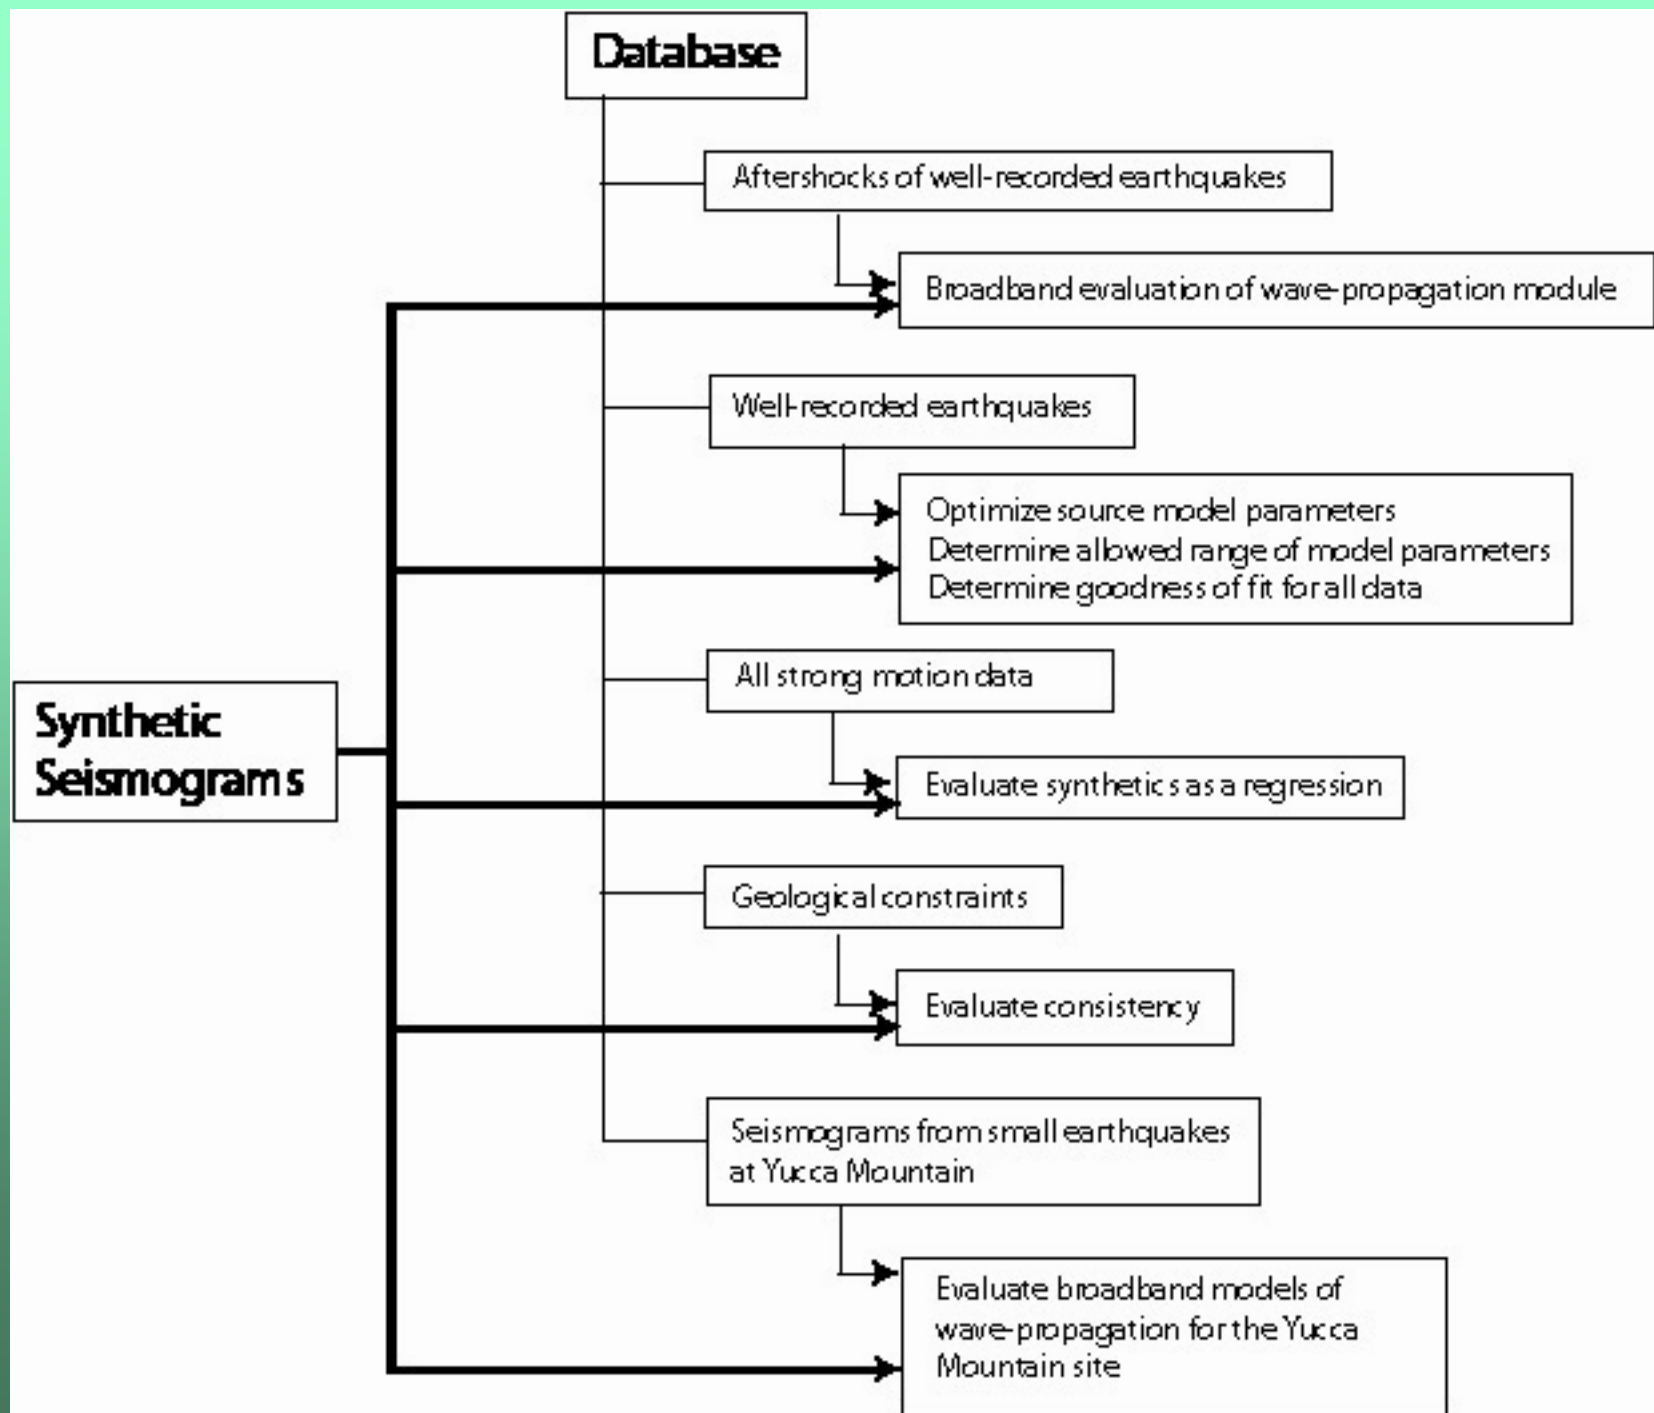 Database
Aftershocks of well-recorded earthquakes
Broadband evaluation of wave-propagation module
Well-recorded earthquakes
Optimize source model parameters
Determine allowed range of model parameters
Determine goodness of fit for all data
All strong motion data
Synthetic
Seismograms
Evaluate synthetics as a regression
Geological constraints
Evaluate consistency
Seismograms from small earthquakes
at Yucca Mountain
Evaluate broadband models of
wave-propagation for the Yucca
Mountain site